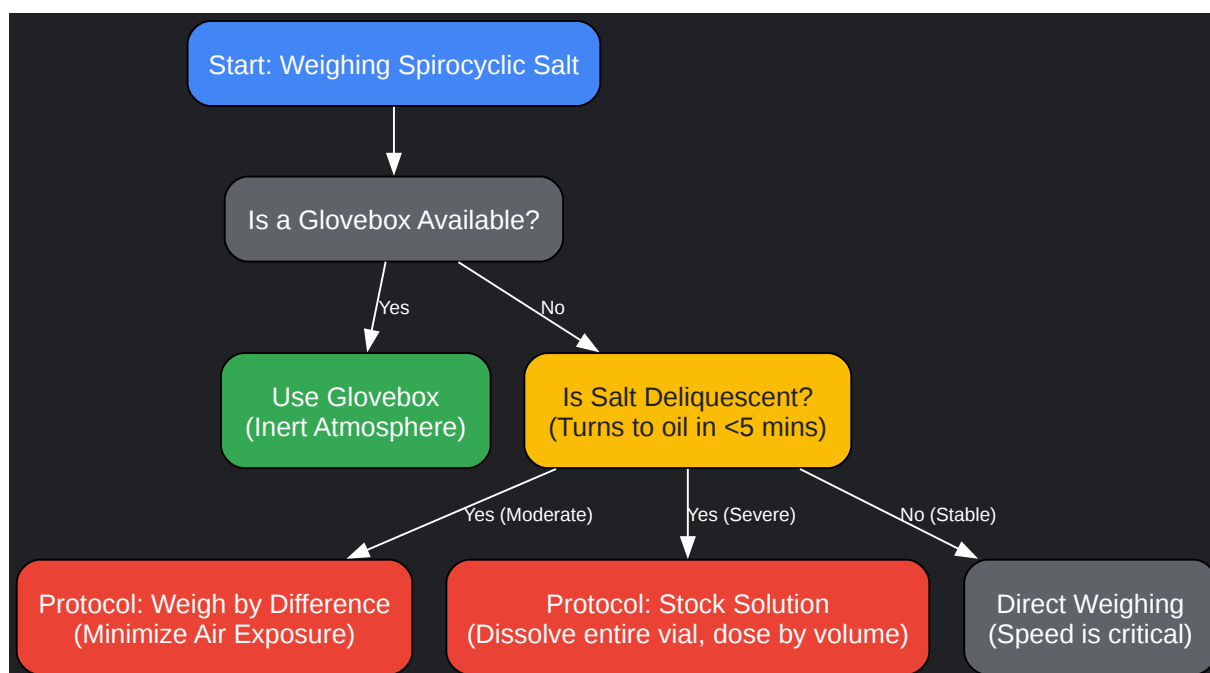 Start: Weighing Spirocyclic Salt
Is a Glovebox Available?
Yes
No
Use Glovebox
(Inert Atmosphere)
Is Salt Deliquescent?
(Turns to oil in <5 mins)
Yes (Moderate)
Yes (Severe)
No (Stable)
Protocol: Weigh by Difference
(Minimize Air Exposure)
Protocol: Stock Solution
(Dissolve entire vial, dose by volume)
Direct Weighing
(Speed is critical)